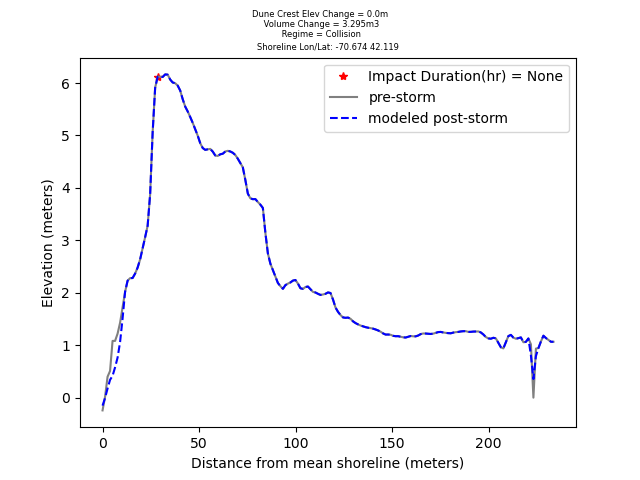 Dune Crest Elev Change = 0.0m
Volume Change = 3.295m3
Regime = Collision
Shoreline Lon/Lat: -70.674 42.119
Impact Duration(hr) = None
pre-storm
modeled post-storm
Elevation (meters)
6
5
4
3
2
1
0
0 50 100 150 200
Distance from mean shoreline (meters)